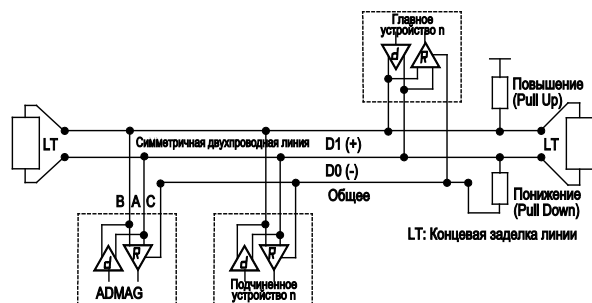 Главное
устройство n
d
R
Повышение
(Pull Up)
LT
Симметричная двухпроводная линия
D1 (+)
LT
D0 (-)
B A C
Общее
Понижение
(Pull Down)
LT: Концевая заделка линии
d
R
d
R
ADMAG
Подчиненное
устройство n